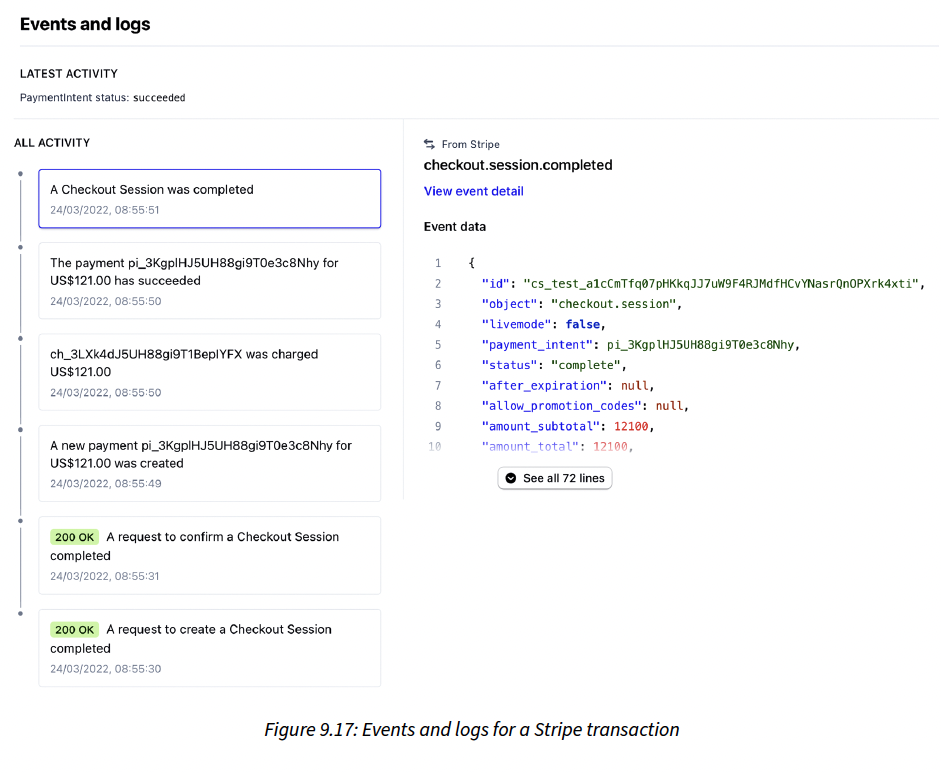 Events and logs
LATEST ACTIVITY
PaymentIntent status: succeeded
ALL ACTIVITY
A Checkout Session was completed
24/03/2022, 08:55:51
The payment pi_3KgplHJ5UH88gi9T0e3c8Nhy for
US$121.00 has succeeded
24/03/2022, 08:55:50
ch_3LXk4dJ5UH88gi9T1BeplYFX was charged
US$121.00
24/03/2022, 08:55:50
A new payment pi_3KgplHJ5UH88gi9T0e3c8Nhy for
US$121.00 was created
24/03/2022, 08:55:49
200 OK A request to confirm a Checkout Session
completed
24/03/2022, 08:55:31
200 OK A request to create a Checkout Session
completed
24/03/2022, 08:55:30
From Stripe
checkout.session.completed
View event detail
Event data
1 {
2 "id": "cs_test_a1cCmTfq07pHKkqJJ7uW9F4RJMdfHCvYNasrQnOPXrk4xti",
3 "object": "checkout.session",
4 "livemode": false,
5 "payment_intent": pi_3KgplHJ5UH88gi9T0e3c8Nhy,
6 "status": "complete",
7 "after_expiration": null,
8 "allow_promotion_codes": null,
9 "amount_subtotal": 12100,
10 "amount_total": 12100,
See all 72 lines
Figure 9.17: Events and logs for a Stripe transaction